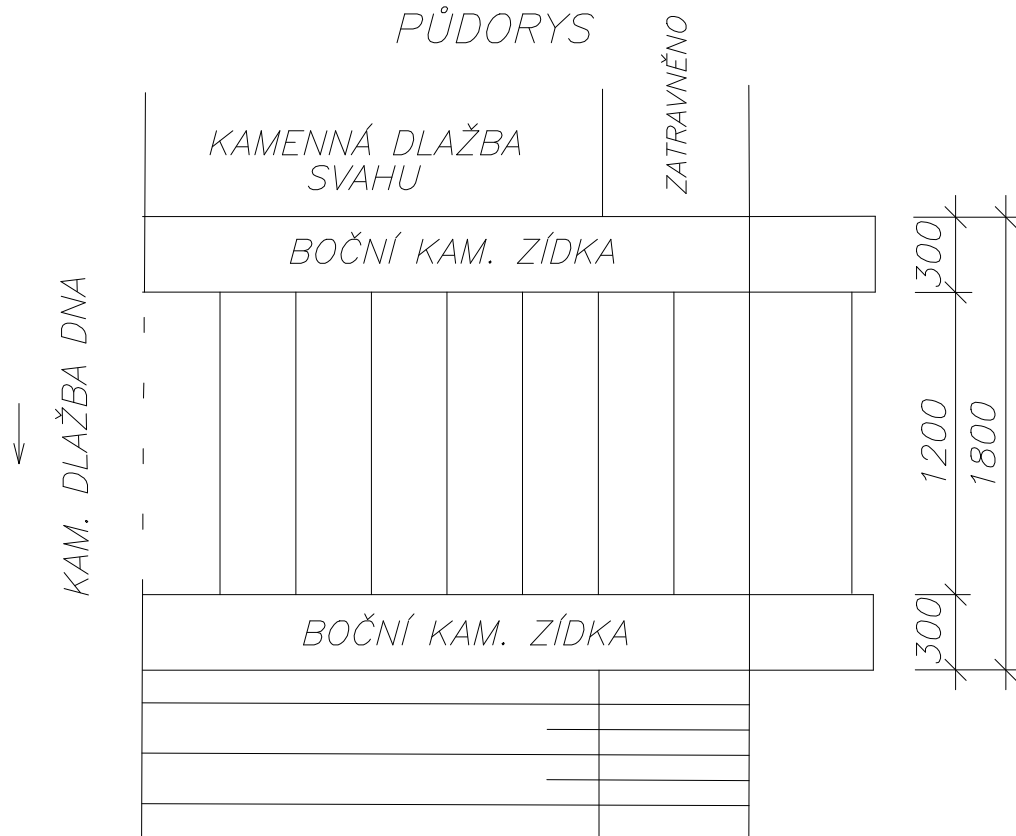 PŮDORYS
ZATRAVNĚNO
KAMENNÁ DLAŽBA
SVAHU
BOČNÍ KAM. ZÍDKA
300
KAM. DLAŽBA DNA
1200
1800
BOČNÍ KAM. ZÍDKA
300